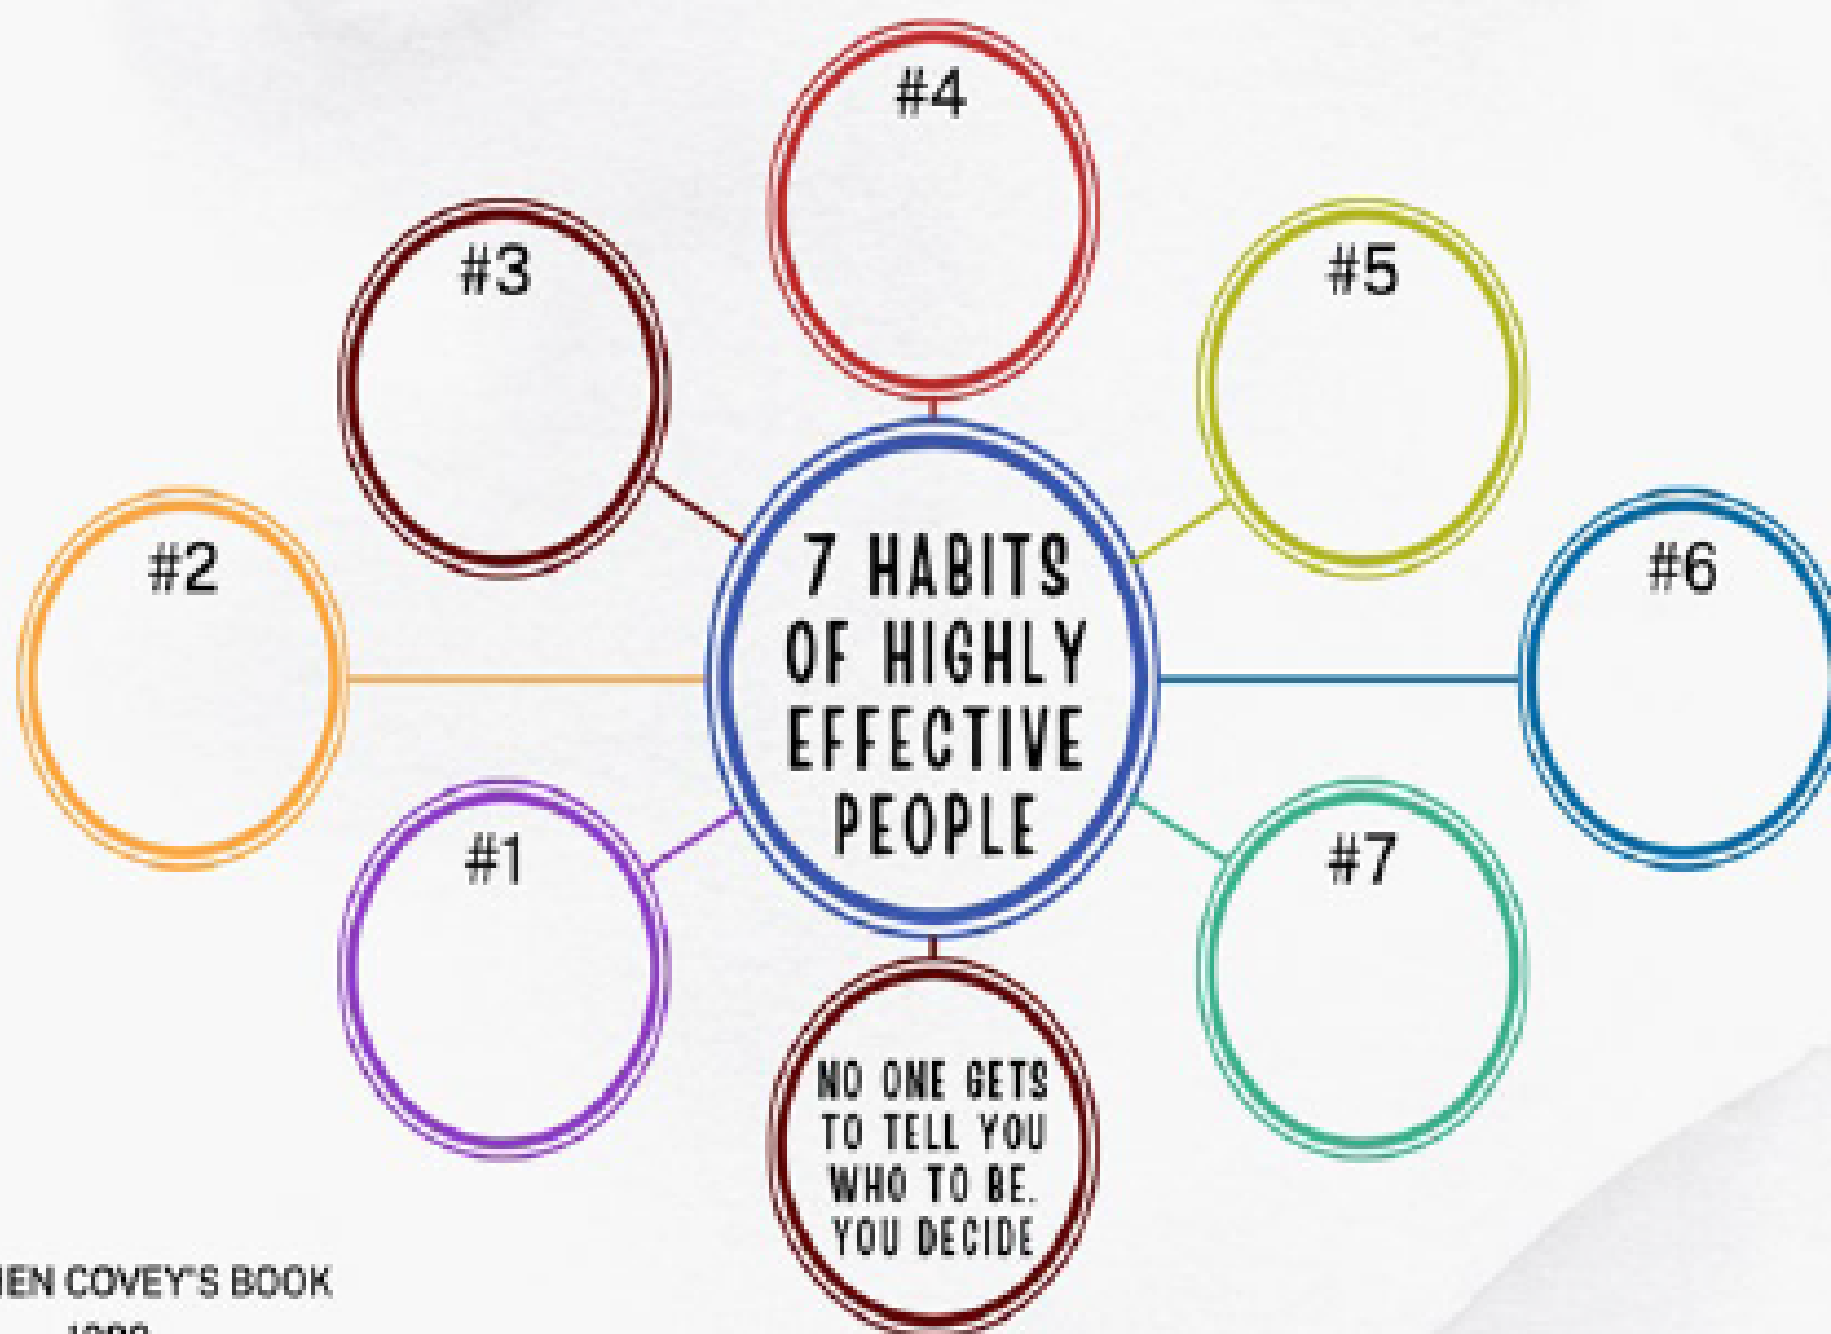 #4
#3
#5
#2
#6
7 HABITS
OF HIGHLY
EFFECTIVE
PEOPLE
#1
#7
NO ONE GETS
TO TELL YOU
WHO TO BE.
YOU DECIDE
COVEY'S BOOK